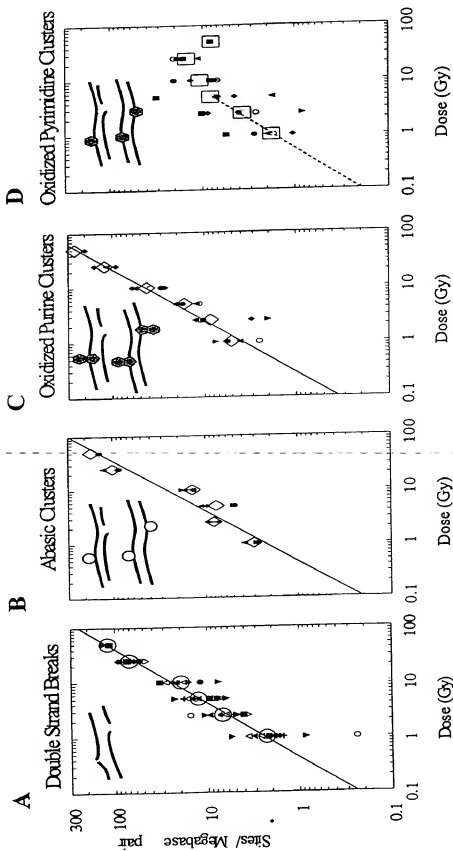 A
Double Strand Breaks
Sites/ Megabase pair
300
100
10
1
0.1
0.1
1
10
100
Dose (Gy)
B
Abasic Clusters
0.1
1
10
100
Dose (Gy)
C
Oxidized Purine Clusters
0.1
1
10
100
Dose (Gy)
D
Oxidized Pyrimidine Clusters
0.1
1
10
100
Dose (Gy)